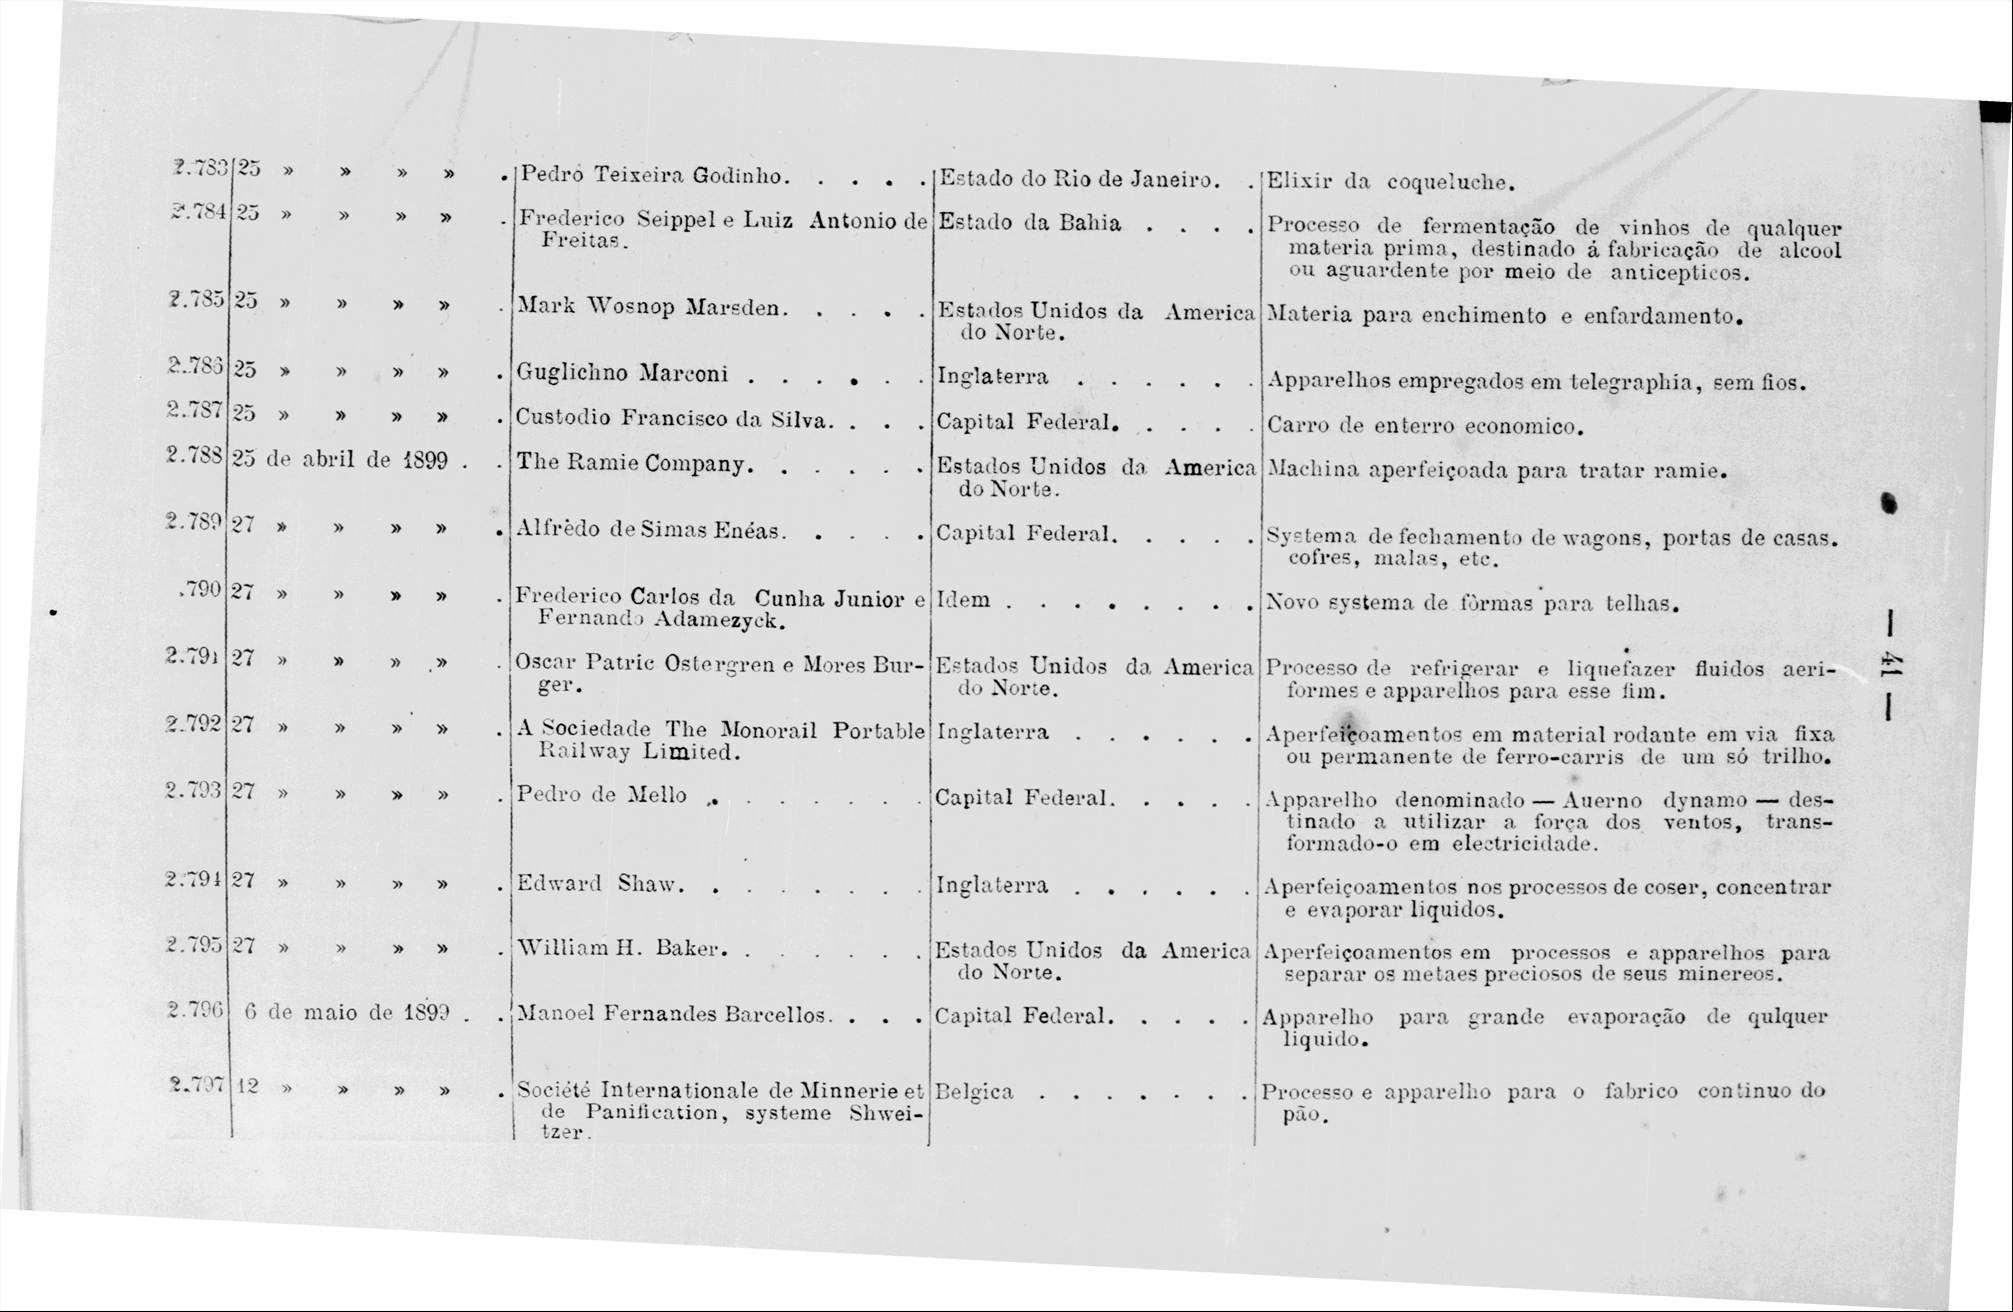 2.783 25 » » » » . Pedro Teixeira Godinho. . . . . Estado do Rio de Janeiro. . Elixir da coqueluche.
2.784 25 » » » » . Frederico Seippel e Luiz Antonio de Estado da Bahia . . . . Processo de fermentação de vinhos de qualquer
Freitas. materia prima, destinado á fabricação de alcool
ou aguardente por meio de anticepticos.
2.785 25 » » » » . Mark Wosnop Marsden. . . . . Estados Unidos da America Materia para enchimento e enfardamento.
do Norte.
2.786 25 » » » » . Guglichno Marconi . . . . . . Inglaterra . . . . . . Apparelhos empregados em telegraphia, sem fios.
2.787 25 » » » » . Custodio Francisco da Silva. . . . Capital Federal. . . . . Carro de enterro economico.
2.788 25 de abril de 1899 . . The Ramie Company. . . . . . Estados Unidos da America Machina aperfeiçoada para tratar ramie.
do Norte.
2.789 27 » » » » . Alfrèdo de Simas Enéas. . . . . Capital Federal. . . . . Systema de fechamento de wagons, portas de casas.
cofres, malas, etc.
.790 27 » » » » . Frederico Carlos da Cunha Junior e Idem . . . . . . . . Novo systema de fòrmas para telhas.
Fernando Adamezyck.
2.791 27 » » » » . Oscar Patric Ostergren e Mores Bur- Estados Unidos da America Processo de refrigerar e liquefazer fluidos aeri-
ger. do Norte. formes e apparelhos para esse fim.
2.792 27 » » » » . A Sociedade The Monorail Portable Inglaterra . . . . . . Aperfeiçoamentos em material rodante em via fixa
Railway Limited. ou permanente de ferro-carris de um só trilho.
2.793 27 » » » » . Pedro de Mello . . . . . . . Capital Federal. . . . . Apparelho denominado — Auerno dynamo — des-
tinado a utilizar a força dos ventos, trans-
formado-o em electricidade.
2.794 27 » » » » . Edward Shaw. . . . . . . . Inglaterra . . . . . . Aperfeiçoamentos nos processos de coser, concentrar
e evaporar liquidos.
2.795 27 » » » » . William H. Baker. . . . . . . Estados Unidos da America Aperfeiçoamentos em processos e apparelhos para
do Norte. separar os metaes preciosos de seus minereos.
2.796 6 de maio de 1899 . . Manoel Fernandes Barcellos. . . . Capital Federal. . . . . Apparelho para grande evaporação de qulquer
liquido.
2.797 12 » » » » . Société Internationale de Minnerie et Belgica . . . . . . . Processo e apparelho para o fabrico continuo do
de Panification, systeme Shwei- pão.
tzer.
— 41 —